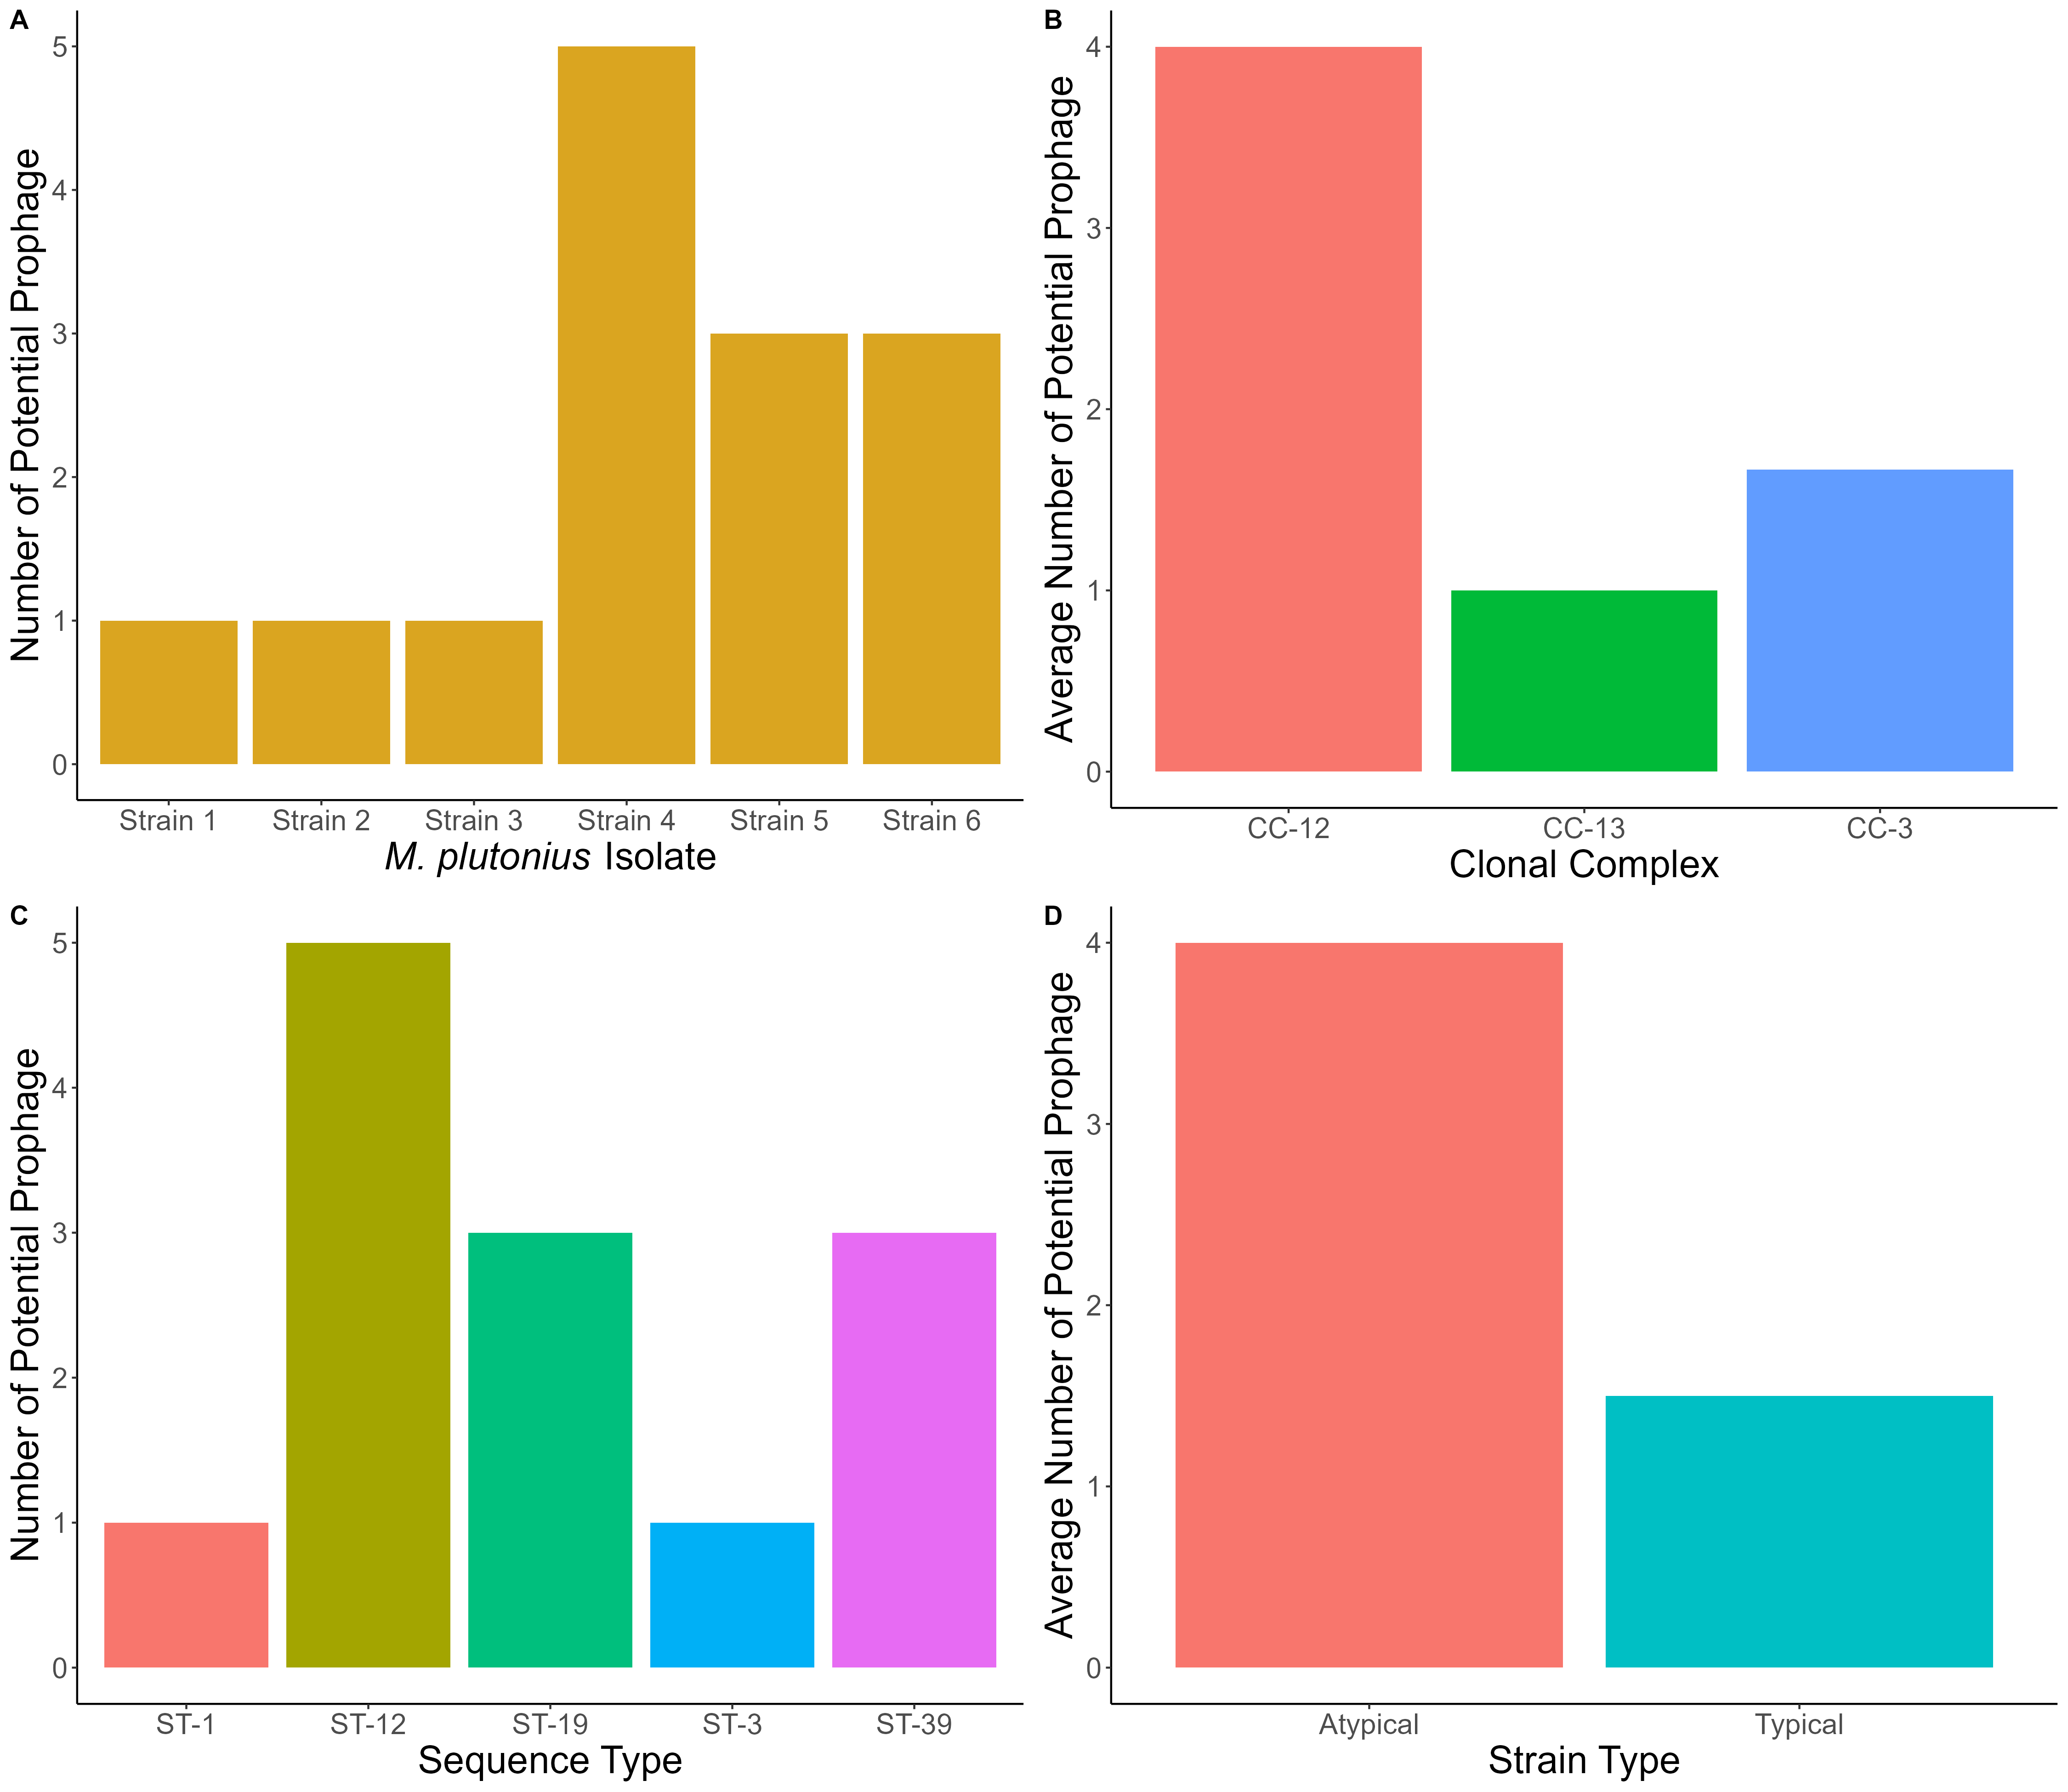 A
Number of Potential Prophage
5
4
3
2
1
0
Strain 1 Strain 2 Strain 3 Strain 4 Strain 5 Strain 6
M. plutonius Isolate
B
Average Number of Potential Prophage
4
3
2
1
0
CC-12 CC-13 CC-3
Clonal Complex
C
Number of Potential Prophage
5
4
3
2
1
0
ST-1 ST-12 ST-19 ST-3 ST-39
Sequence Type
D
Average Number of Potential Prophage
4
3
2
1
0
Atypical Typical
Strain Type